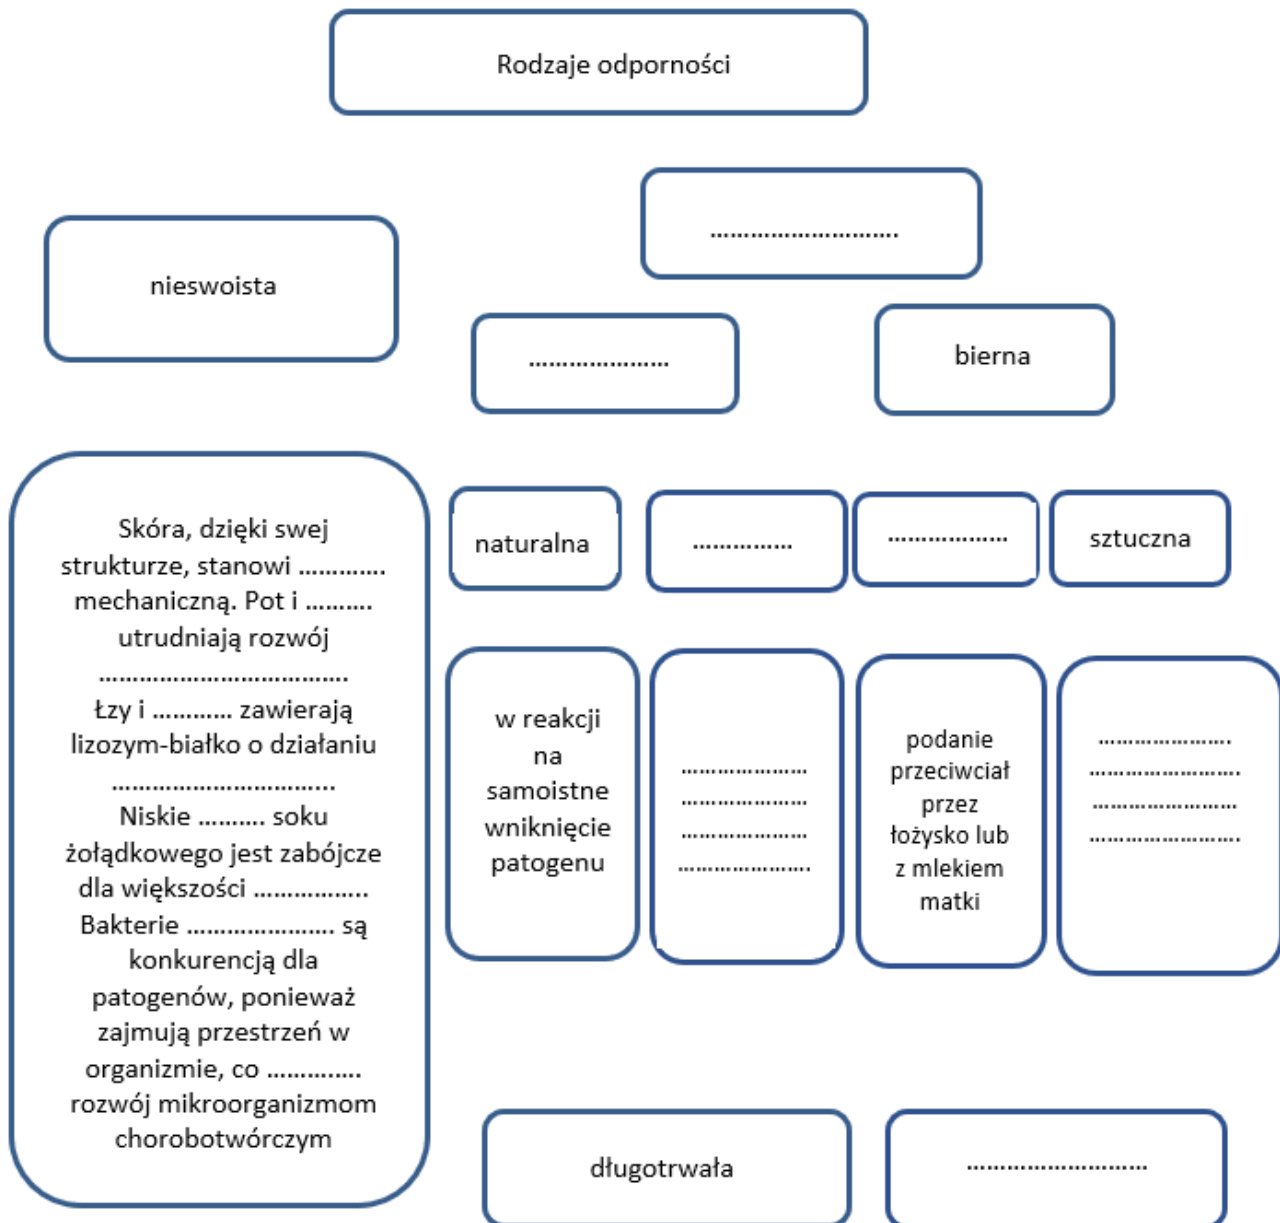 Rodzaje odporności
……………………….
nieswoista
…………………
bierna
Skóra, dzięki swej
strukturze, stanowi ………….
mechaniczną. Pot i ……….
utrudniają rozwój
……………………………….
Łzy i ………… zawierają
lizozym-białko o działaniu
…………………………...
Niskie ………. soku
żołądkowego jest zabójcze
dla większości ……………..
Bakterie …………………. są
konkurencją dla
patogenów, ponieważ
zajmują przestrzeń w
organizmie, co …………..
rozwój mikroorganizmom
chorobotwórczym
naturalna
……………
………………
sztuczna
w reakcji
na
samoistne
wniknięcie
patogenu
………………
………………
………………
……………….
podanie
przeciwciał
przez
łożysko lub
z mlekiem
matki
……………….
………………….
…………………
………………….
długotrwała
………………………